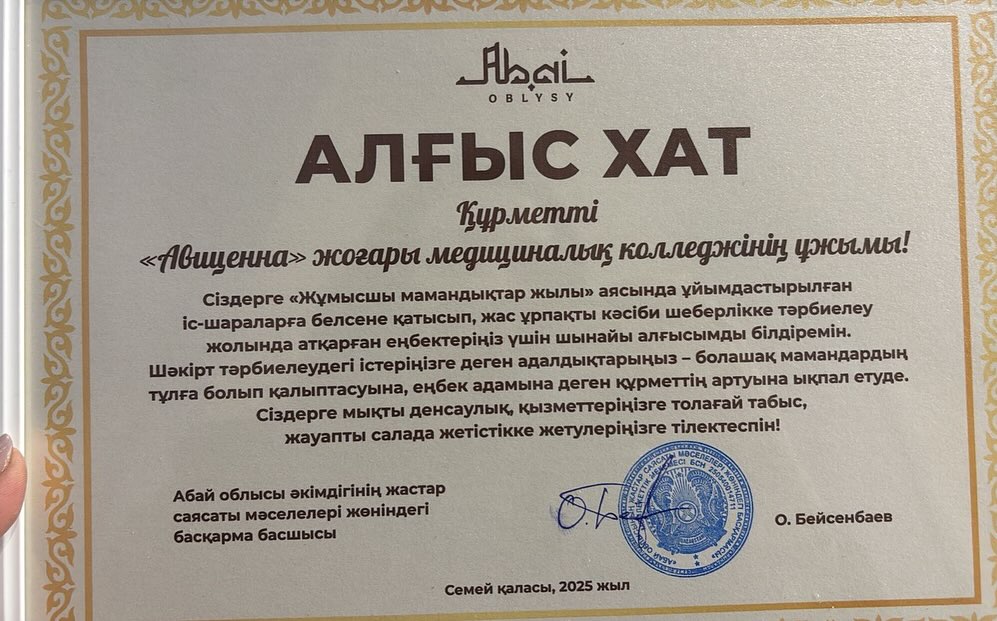 Abai
OBLYSY
АЛҒЫС ХАТ
Құрметті
«Авиценна» жоғары медициналық колледжінің ұжымы!
Сіздерге «Жұмысшы мамандықтар жылы» аясында ұйымдастырылған
іс-шараларға белсене қатысып, жас ұрпақты кәсіби шеберлікке тәрбиелеу
жолында атқарған еңбектеріңіз үшін шынайы алғысымды білдіремін.
Шәкірт тәрбиелеудегі істеріңізге деген адалдықтарыңыз – болашақ мамандардың
тұлға болып қалыптасуына, еңбек адамына деген құрметтің артуына ықпал етуде.
Сіздерге мықты денсаулық, қызметтеріңізге толағай табыс,
жауапты салада жетістікке жетулеріңізге тілектеспін!
Абай облысы әкімдігінің жастар
саясаты мәселелері жөніндегі
басқарма басшысы
О. Бейсенбаев
Семей қаласы, 2025 жыл